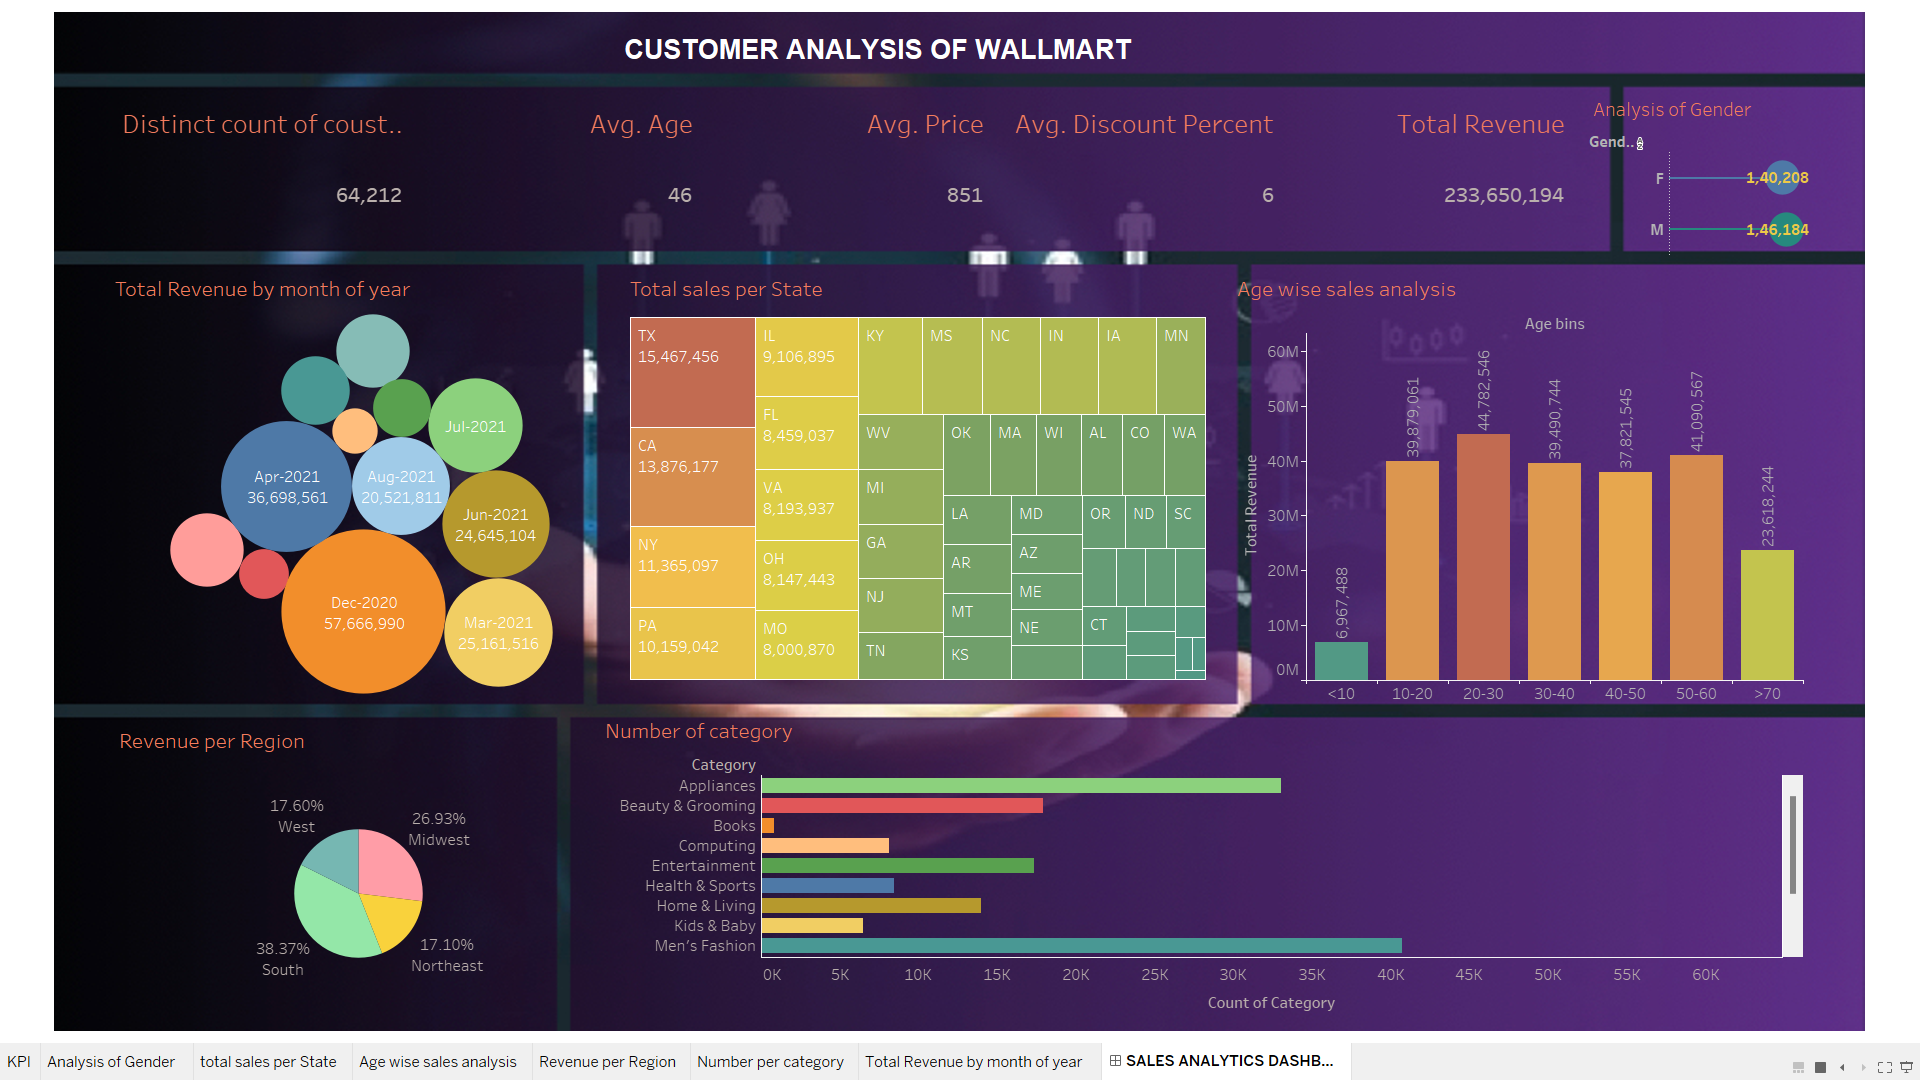 CUSTOMER ANALYSIS OF WALLMART
Distinct count of coust..
Avg. Age
Avg. Price
Avg. Discount Percent
Total Revenue
64,212
46
851
6
233,650,194
Analysis of Gender
Gend..
F
1,40,208
M
1,46,184
Total Revenue by month of year
Jul-2021
Apr-2021
36,698,561
Aug-2021
20,521,811
Jun-2021
24,645,104
Dec-2020
57,666,990
Mar-2021
25,161,516
Total sales per State
TX
15,467,456
CA
13,876,177
NY
11,365,097
PA
10,159,042
IL
9,106,895
FL
8,459,037
VA
8,193,937
OH
8,147,443
MO
8,000,870
KY
MS
NC
IN
IA
MN
WV
MI
GA
NJ
TN
OK
MA
WI
AL
CO
WA
LA
AR
MT
KS
MD
AZ
ME
NE
OR
ND
SC
CT
Age wise sales analysis
Age bins
Total Revenue
60M
50M
40M
30M
20M
10M
0M
6,967,488
39,879,061
44,782,546
39,490,744
37,821,545
41,090,567
23,618,244
<10
10-20
20-30
30-40
40-50
50-60
>70
Revenue per Region
17.60%
West
26.93%
Midwest
38.37%
South
17.10%
Northeast
Number of category
Category
Appliances
Beauty & Grooming
Books
Computing
Entertainment
Health & Sports
Home & Living
Kids & Baby
Men's Fashion
0K
5K
10K
15K
20K
25K
30K
35K
40K
45K
50K
55K
60K
Count of Category
KPI
Analysis of Gender
total sales per State
Age wise sales analysis
Revenue per Region
Number per category
Total Revenue by month of year
SALES ANALYTICS DASHB...